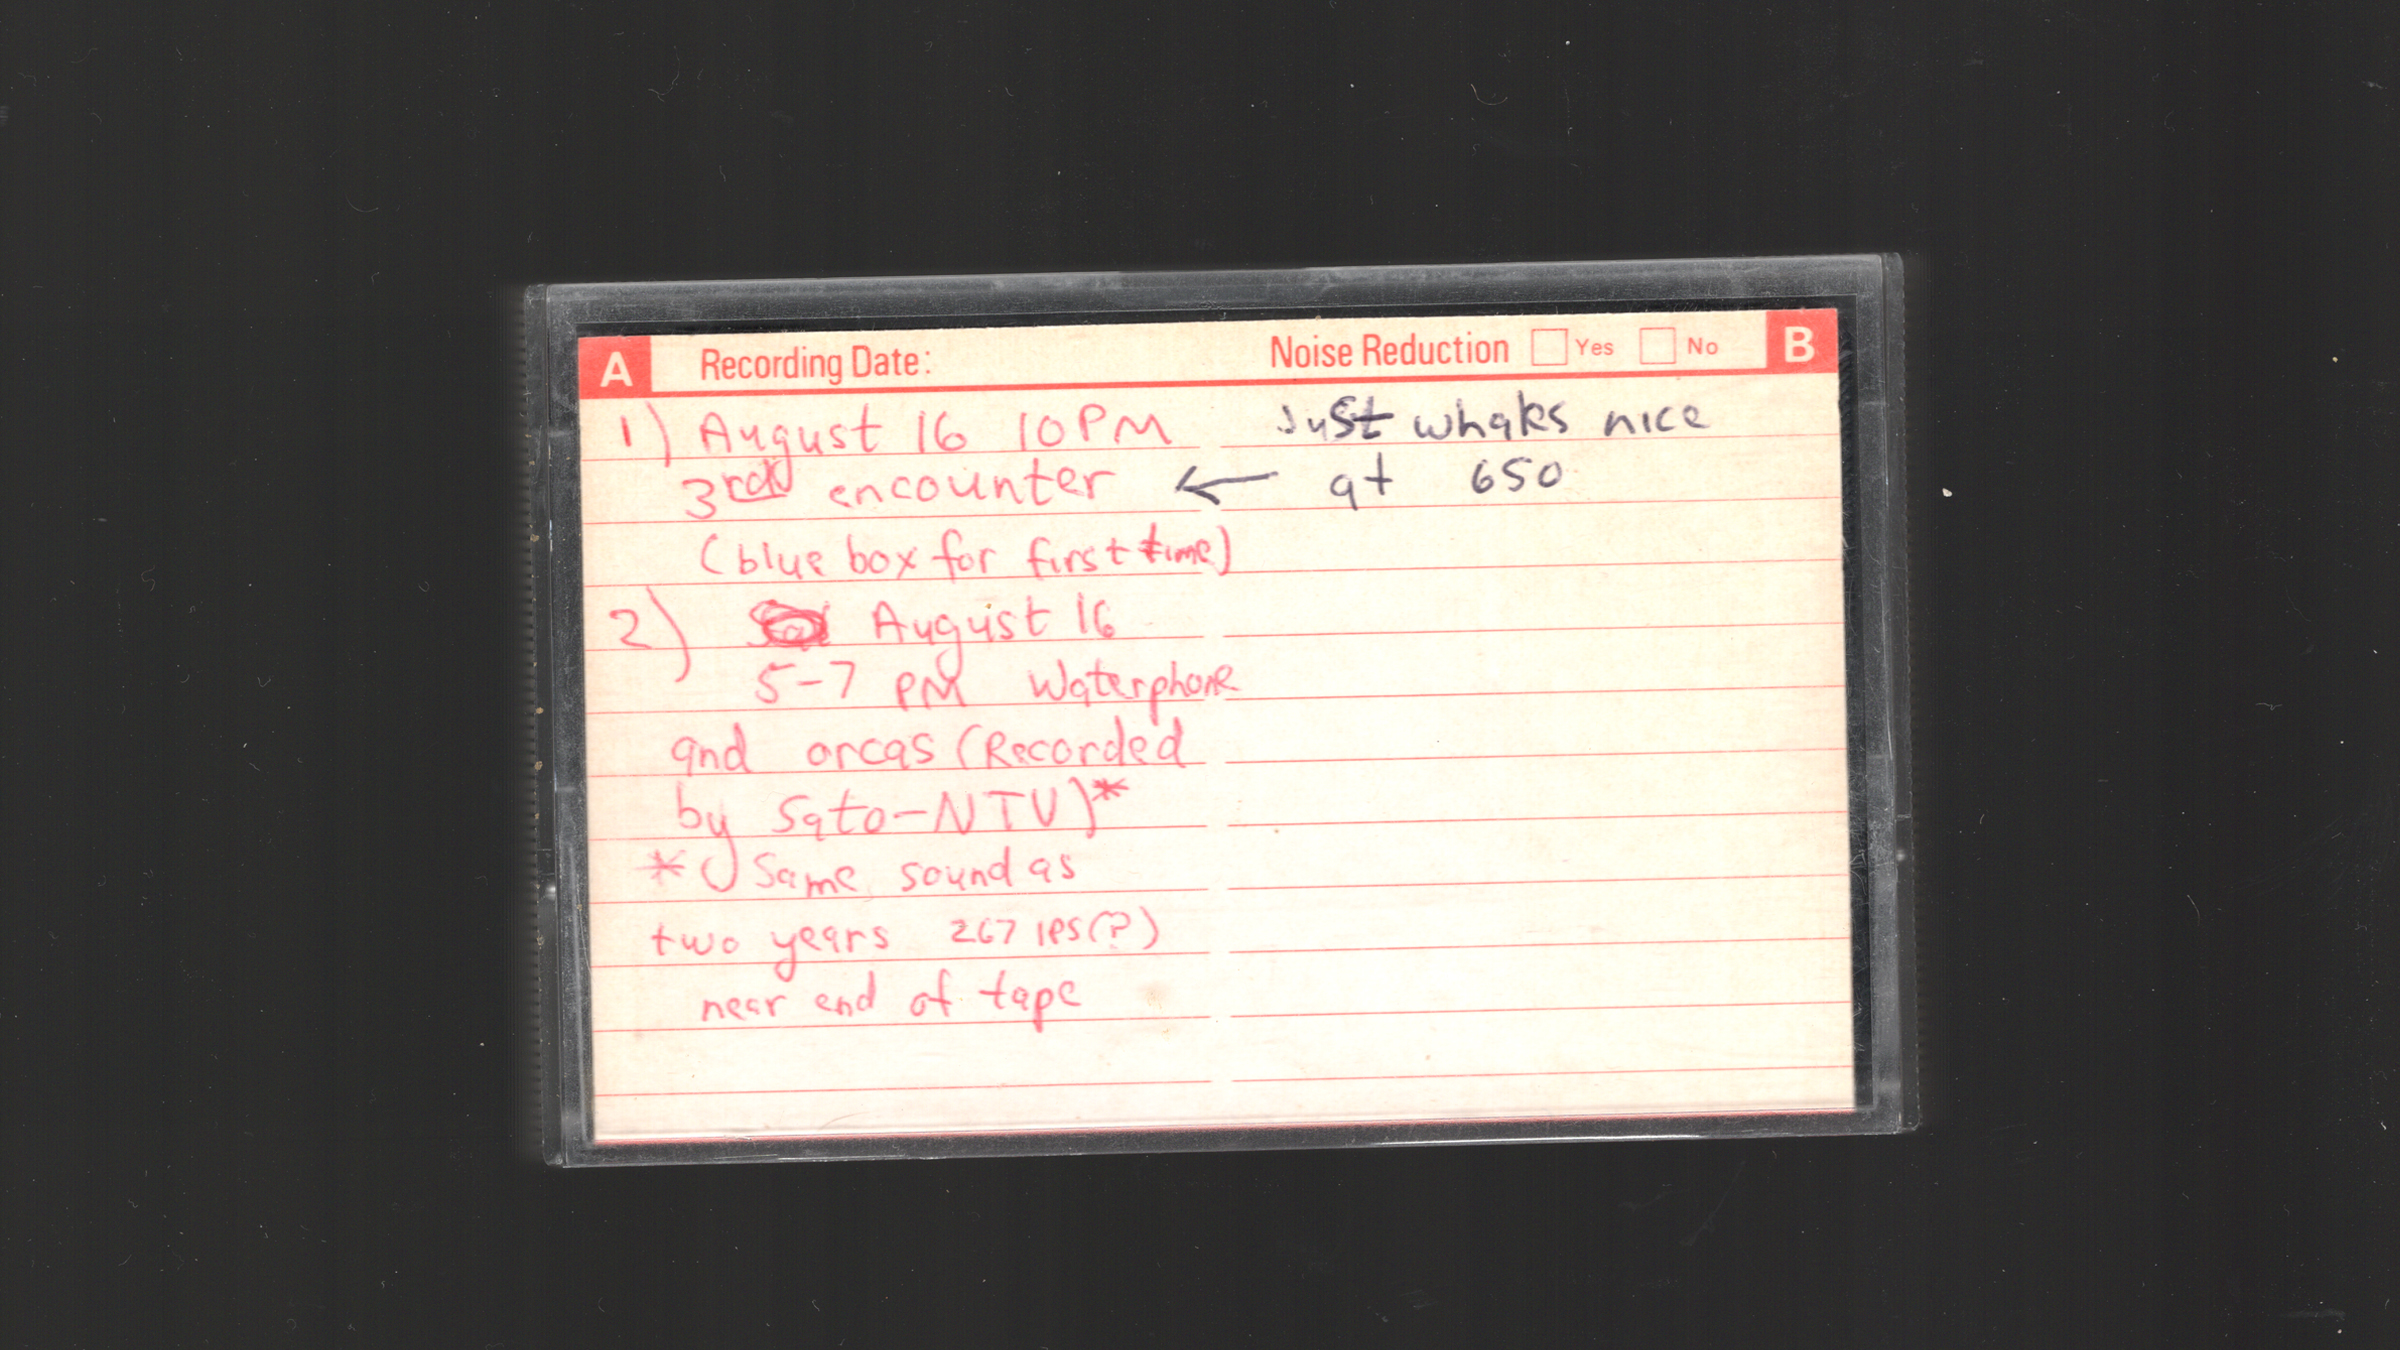 A Recording Date: Noise Reduction Yes No B
1) August 16 10PM Just whaks nice
3rd encounter ← at 650
(blue box for first time)
2) August 16
5-7 PM Waterphone
and orcas (Recorded
by Sato-NTV)*
* Same sound as
two years 267 IPS(?)
near end of tape